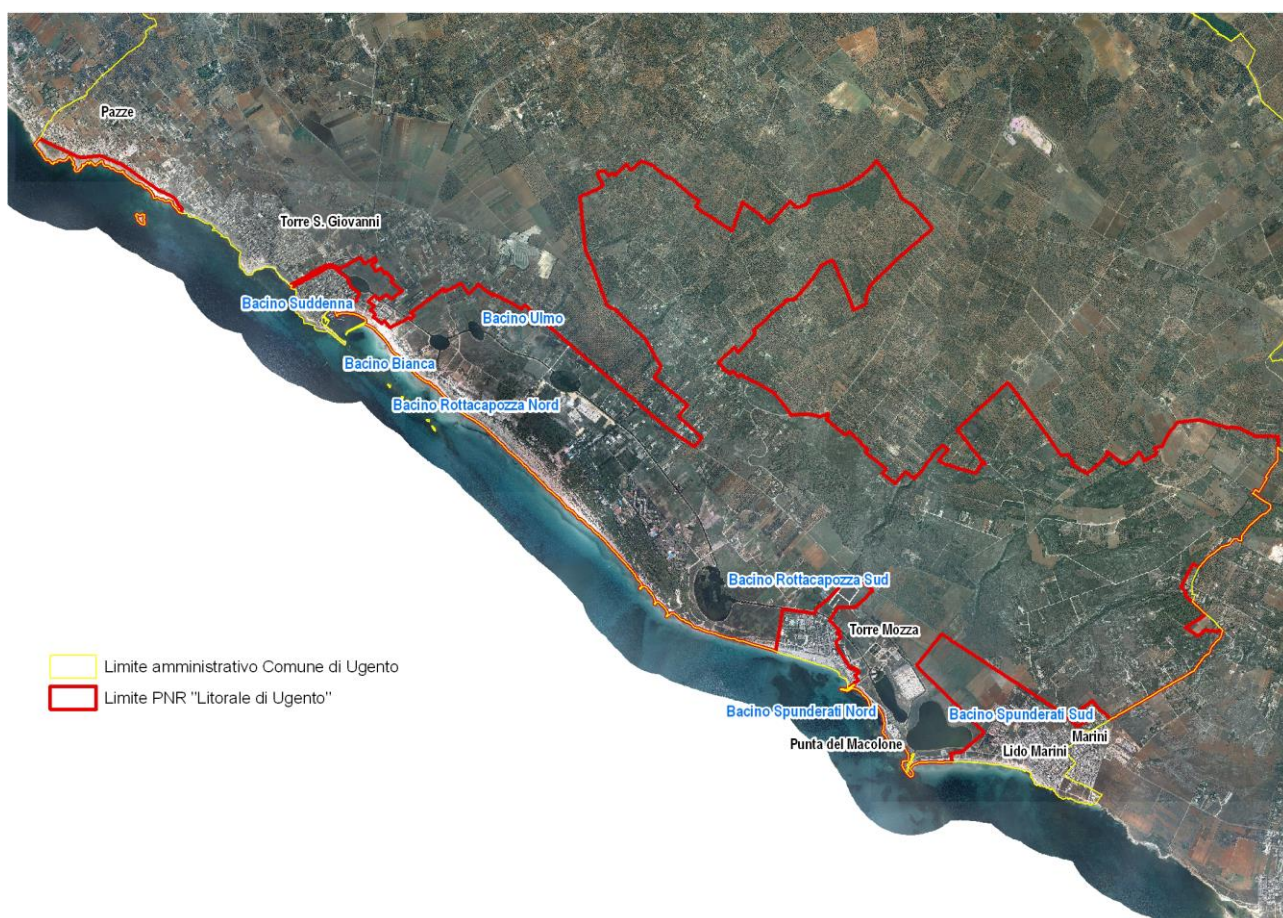 Pazze
Torre S. Giovanni
Bacino Suddenna
Bacino Ulmo
Bacino Bianca
Bacino Rottacapozza Nord
Bacino Rottacapozza Sud
Torre Mozza
Limite amministrativo Comune di Ugento
Limite PNR "Litorale di Ugento"
Bacino Spunderati Nord
Bacino Spunderati Sud
Marini
Punta del Macolone
Lido Marini